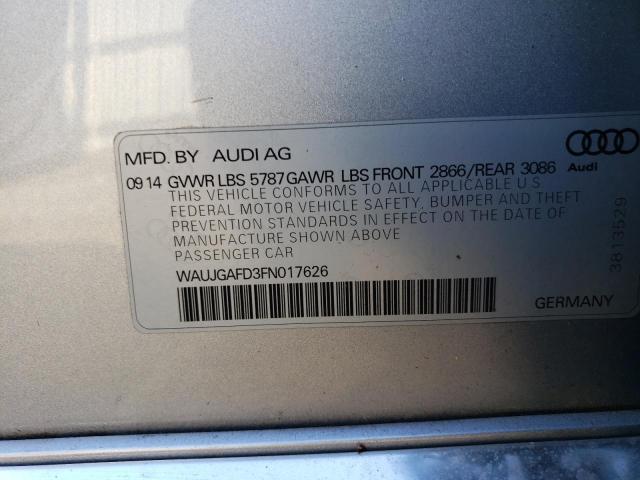 MFD. BY AUDI AG
Audi
09 14 GVWR LBS 5787 GAWR LBS FRONT 2866/REAR 3086
THIS VEHICLE CONFORMS TO ALL APPLICABLE U S
FEDERAL MOTOR VEHICLE SAFETY, BUMPER AND THEFT
PREVENTION STANDARDS IN EFFECT ON THE DATE OF
MANUFACTURE SHOWN ABOVE
PASSENGER CAR
WAUJGAFD3FN017626
GERMANY
3813529